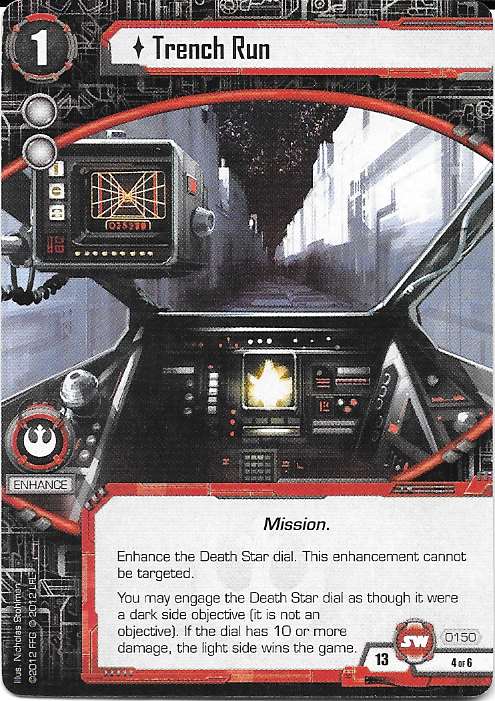 1
Trench Run
025280
ENHANCE
Mission.
Enhance the Death Star dial. This enhancement cannot
be targeted.
You may engage the Death Star dial as though it were
a dark side objective (it is not an
objective). If the dial has 10 or more
damage, the light side wins the game.
SW
0150
13
4 OF 6
Illus. Nicholas Stohlman
©2012 FFG © 2012 LFL